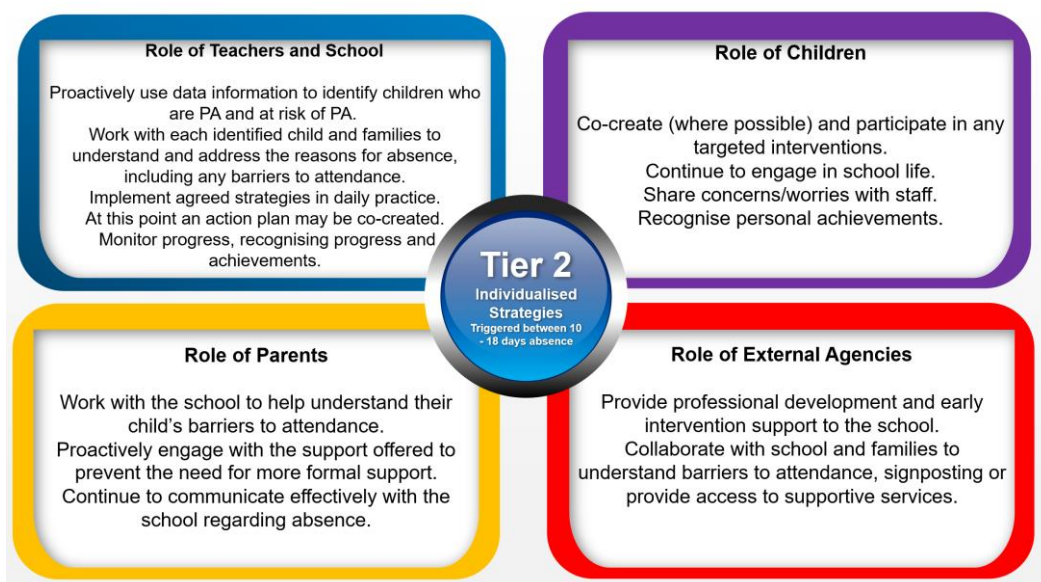 Role of Teachers and School
Proactively use data information to identify children who
are PA and at risk of PA.
Work with each identified child and families to
understand and address the reasons for absence,
including any barriers to attendance.
Implement agreed strategies in daily practice.
At this point an action plan may be co-created.
Monitor progress, recognising progress and
achievements.
Role of Children
Co-create (where possible) and participate in any
targeted interventions.
Continue to engage in school life.
Share concerns/worries with staff.
Recognise personal achievements.
Tier 2
Individualised
Strategies
Triggered between 10
- 18 days absence
Role of Parents
Work with the school to help understand their
child’s barriers to attendance.
Proactively engage with the support offered to
prevent the need for more formal support.
Continue to communicate effectively with the
school regarding absence.
Role of External Agencies
Provide professional development and early
intervention support to the school.
Collaborate with school and families to
understand barriers to attendance, signposting or
provide access to supportive services.